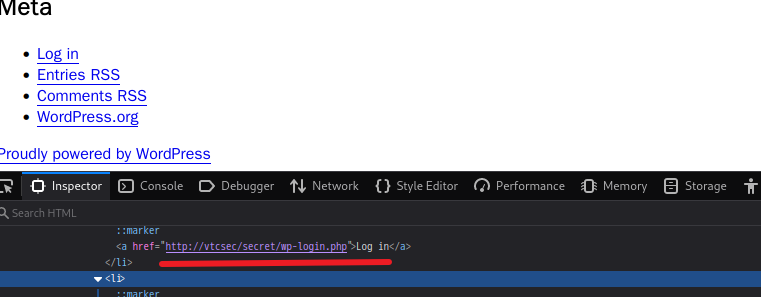 Meta
Log in
Entries RSS
Comments RSS
WordPress.org
Proudly powered by WordPress
Inspector Console Debugger Network {} Style Editor Performance Memory Storage
Search HTML
::marker
<a href="http://vtcsec/secret/wp-login.php">Log in</a>
</li>
<li>
::marker